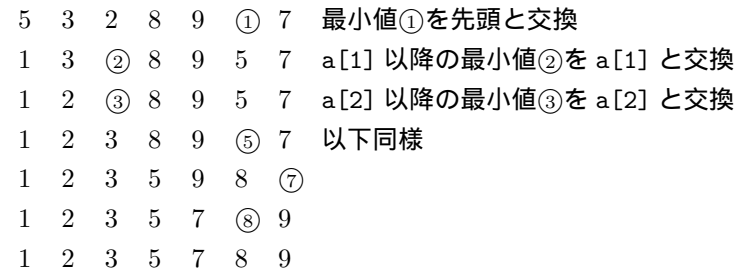 5 3 2 8 9 ① 7 最小値①を先頭と交換
1 3 ② 8 9 5 7 a[1] 以降の最小値②を a[1] と交換
1 2 ③ 8 9 5 7 a[2] 以降の最小値③を a[2] と交換
1 2 3 8 9 ⑤ 7 以下同様
1 2 3 5 9 8 ⑦
1 2 3 5 7 ⑧ 9
1 2 3 5 7 8 9